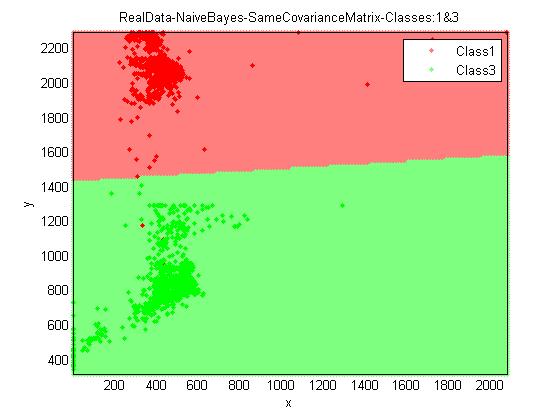 RealData-NaiveBayes-SameCovarianceMatrix-Classes:1&3
Class1
Class3
2200
2000
1800
1600
1400
1200
1000
800
600
400
y
200 400 600 800 1000 1200 1400 1600 1800 2000
x